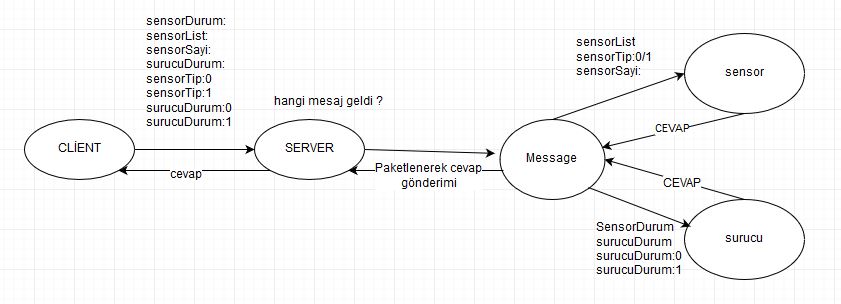 sensorDurum:
sensorList:
sensorSayi:
surucuDurum:
sensorTip:0
sensorTip:1
surucuDurum:0
surucuDurum:1
CLİENT
cevap
hangi mesaj geldi ?
SERVER
Paketlenerek cevap
gönderimi
Message
sensorList
sensorTip:0/1
sensorSayi:
sensor
CEVAP
CEVAP
SensorDurum
surucuDurum
surucuDurum:0
surucuDurum:1
surucu